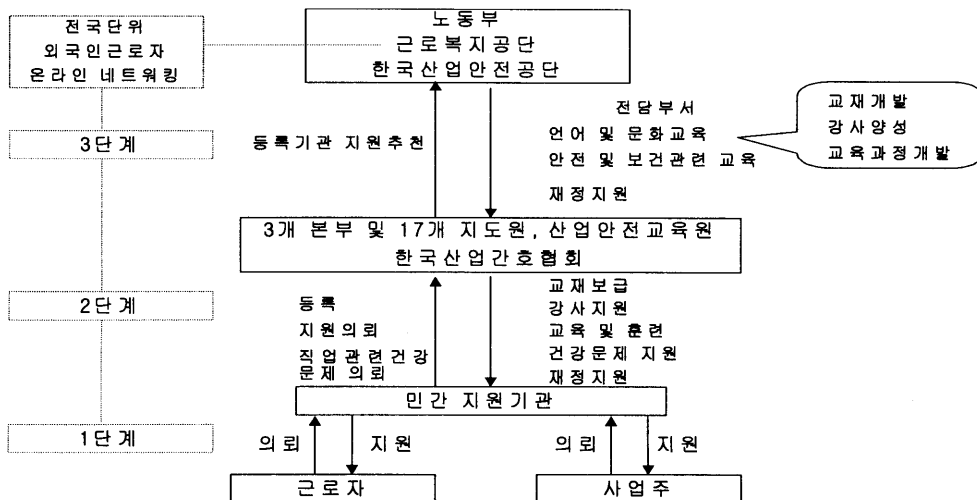 전국단위
외국인근로자
온라인 네트워킹
노동부
근로복지공단
한국산업안전공단
3단계
등록기관 지원추천
전담부서
언어 및 문화교육
안전 및 보건관련 교육
재정지원
교재개발
강사양성
교육과정개발
3개 본부 및 17개 지도원, 산업안전교육원
한국산업간호협회
2단계
등록
지원의뢰
직업관련건강
문제 의뢰
교재보급
강사지원
교육 및 훈련
건강문제 지원
재정지원
민간 지원기관
1단계
의뢰
지원
의뢰
지원
근로자
사업주